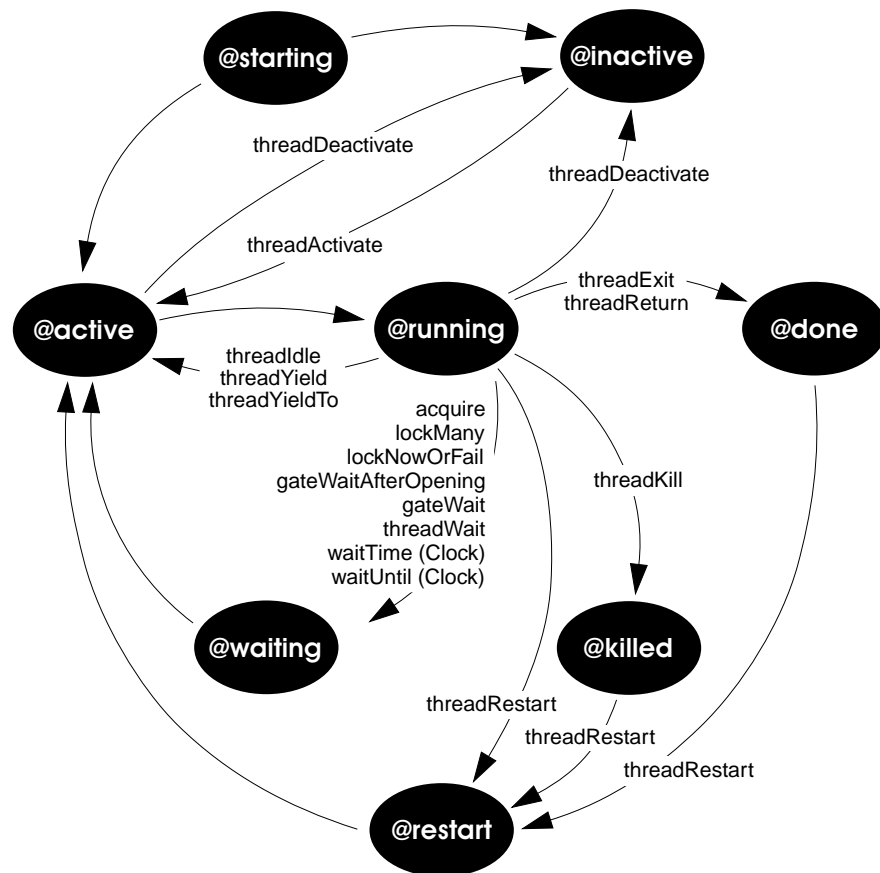 @starting
@inactive
threadDeactivate
threadDeactivate
threadActivate
threadExit
threadReturn
@active
@running
@done
threadIdle
threadYield
threadYieldTo
acquire
lockMany
lockNowOrFail
gateWaitAfterOpening
gateWait
threadWait
waitTime (Clock)
waitUntil (Clock)
threadKill
@waiting
@killed
threadRestart
threadRestart
threadRestart
@restart